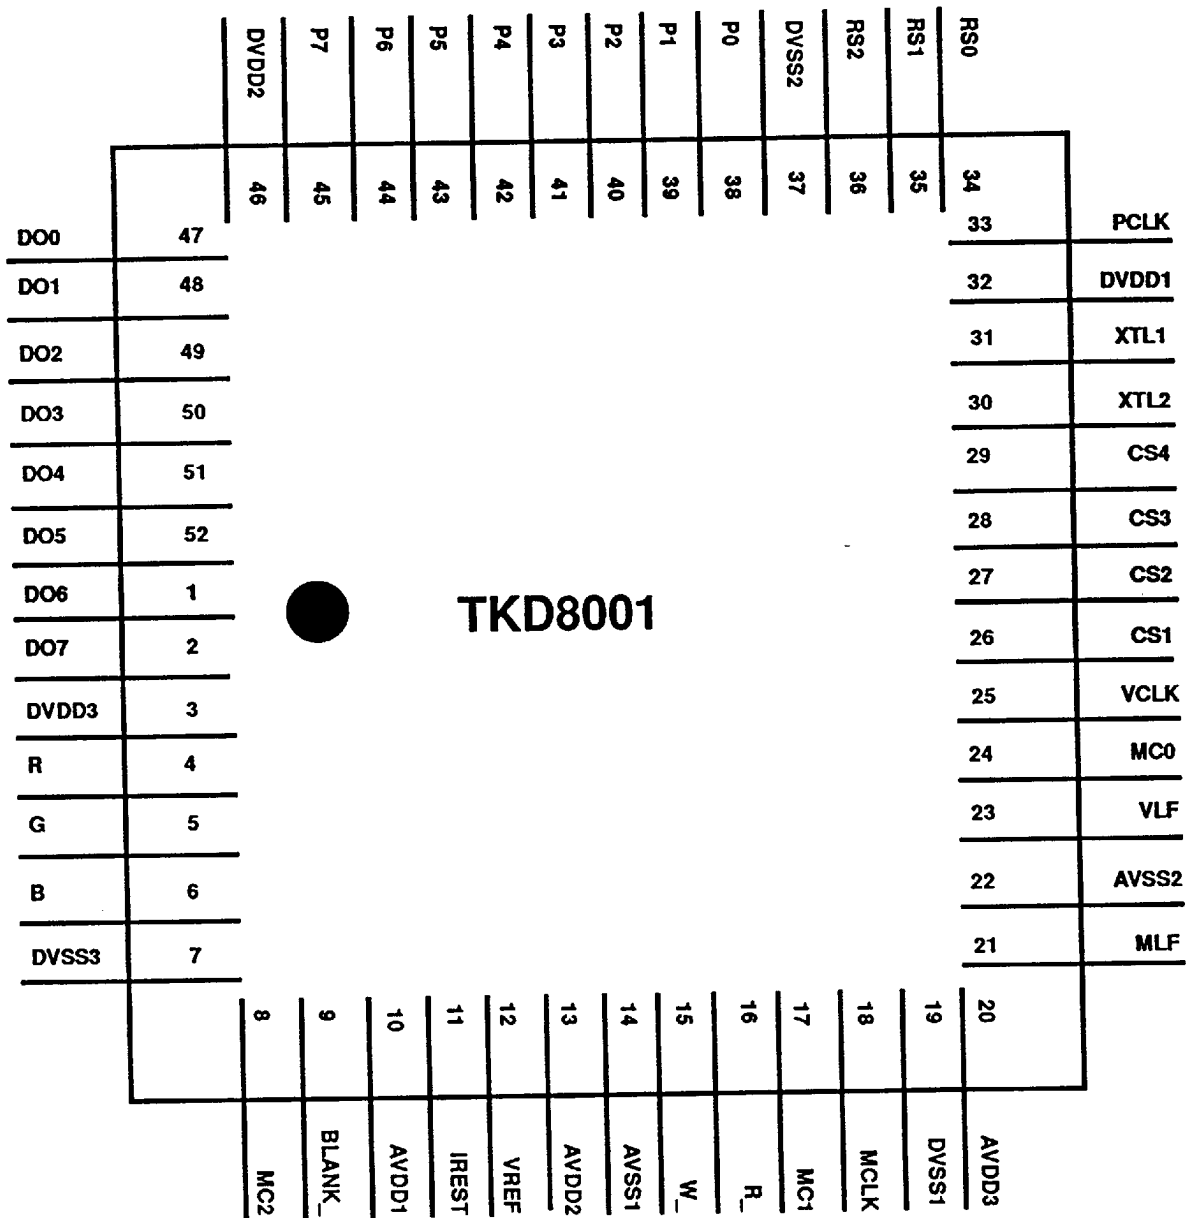 DVDD2 P7 P6 P5 P4 P3 P2 P1 P0 DVSS2 RS2 RS1 RS0
46 45 44 43 42 41 40 39 38 37 36 35 34
DO0 47
DO1 48
DO2 49
DO3 50
DO4 51
DO5 52
DO6 1
DO7 2
DVDD3 3
R 4
G 5
B 6
DVSS3 7
TKD8001
33 PCLK
32 DVDD1
31 XTL1
30 XTL2
29 CS4
28 CS3
27 CS2
26 CS1
25 VCLK
24 MC0
23 VLF
22 AVSS2
21 MLF
8 9 10 11 12 13 14 15 16 17 18 19 20
MC2 BLANK_ AVDD1 IREST VREF AVDD2 AVSS1 W_ R_ MC1 MCLK DVSS1 AVDD3